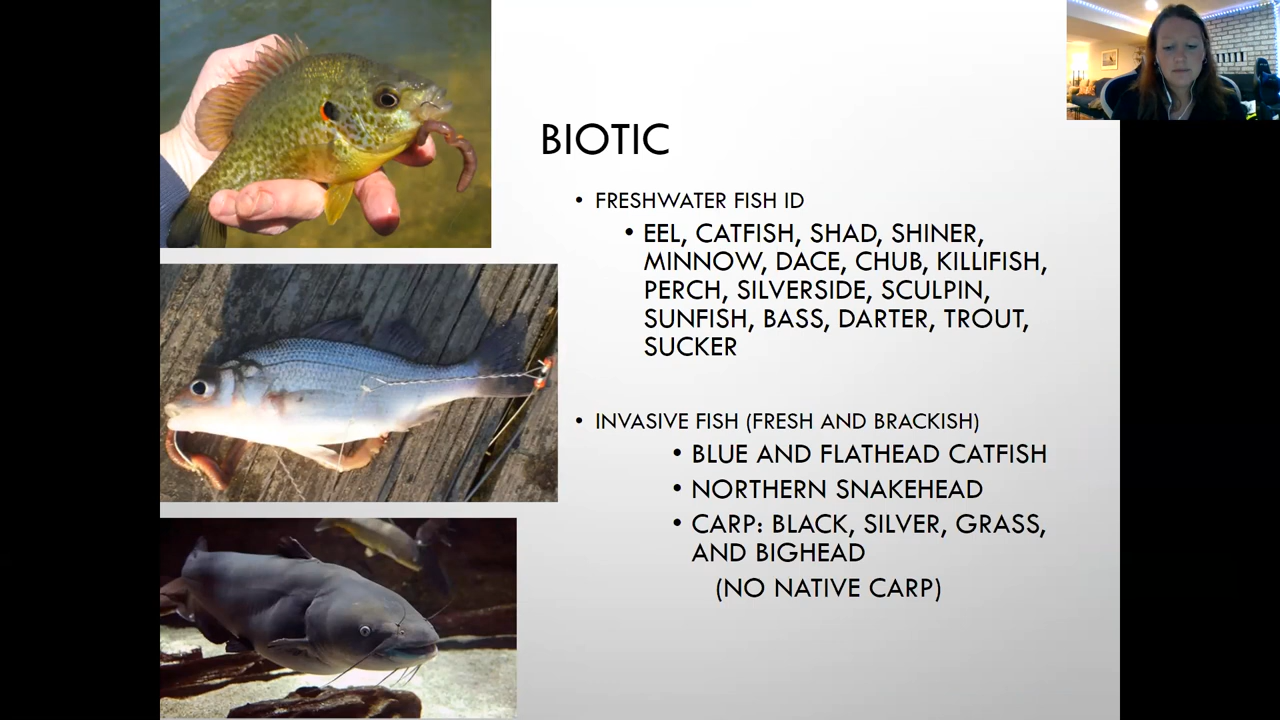 BIOTIC
• FRESHWATER FISH ID
• EEL, CATFISH, SHAD, SHINER,
MINNOW, DACE, CHUB, KILLIFISH,
PERCH, SILVERSIDE, SCULPIN,
SUNFISH, BASS, DARTER, TROUT,
SUCKER
• INVASIVE FISH (FRESH AND BRACKISH)
• BLUE AND FLATHEAD CATFISH
• NORTHERN SNAKEHEAD
• CARP: BLACK, SILVER, GRASS,
AND BIGHEAD
(NO NATIVE CARP)